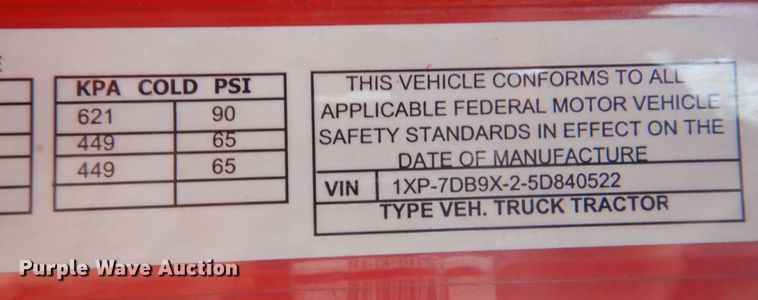 E
KPA COLD PSI
621 90
449 65
449 65
THIS VEHICLE CONFORMS TO ALL
APPLICABLE FEDERAL MOTOR VEHICLE
SAFETY STANDARDS IN EFFECT ON THE
DATE OF MANUFACTURE
VIN 1XP-7DB9X-2-5D840522
TYPE VEH. TRUCK TRACTOR
Purple Wave Auction